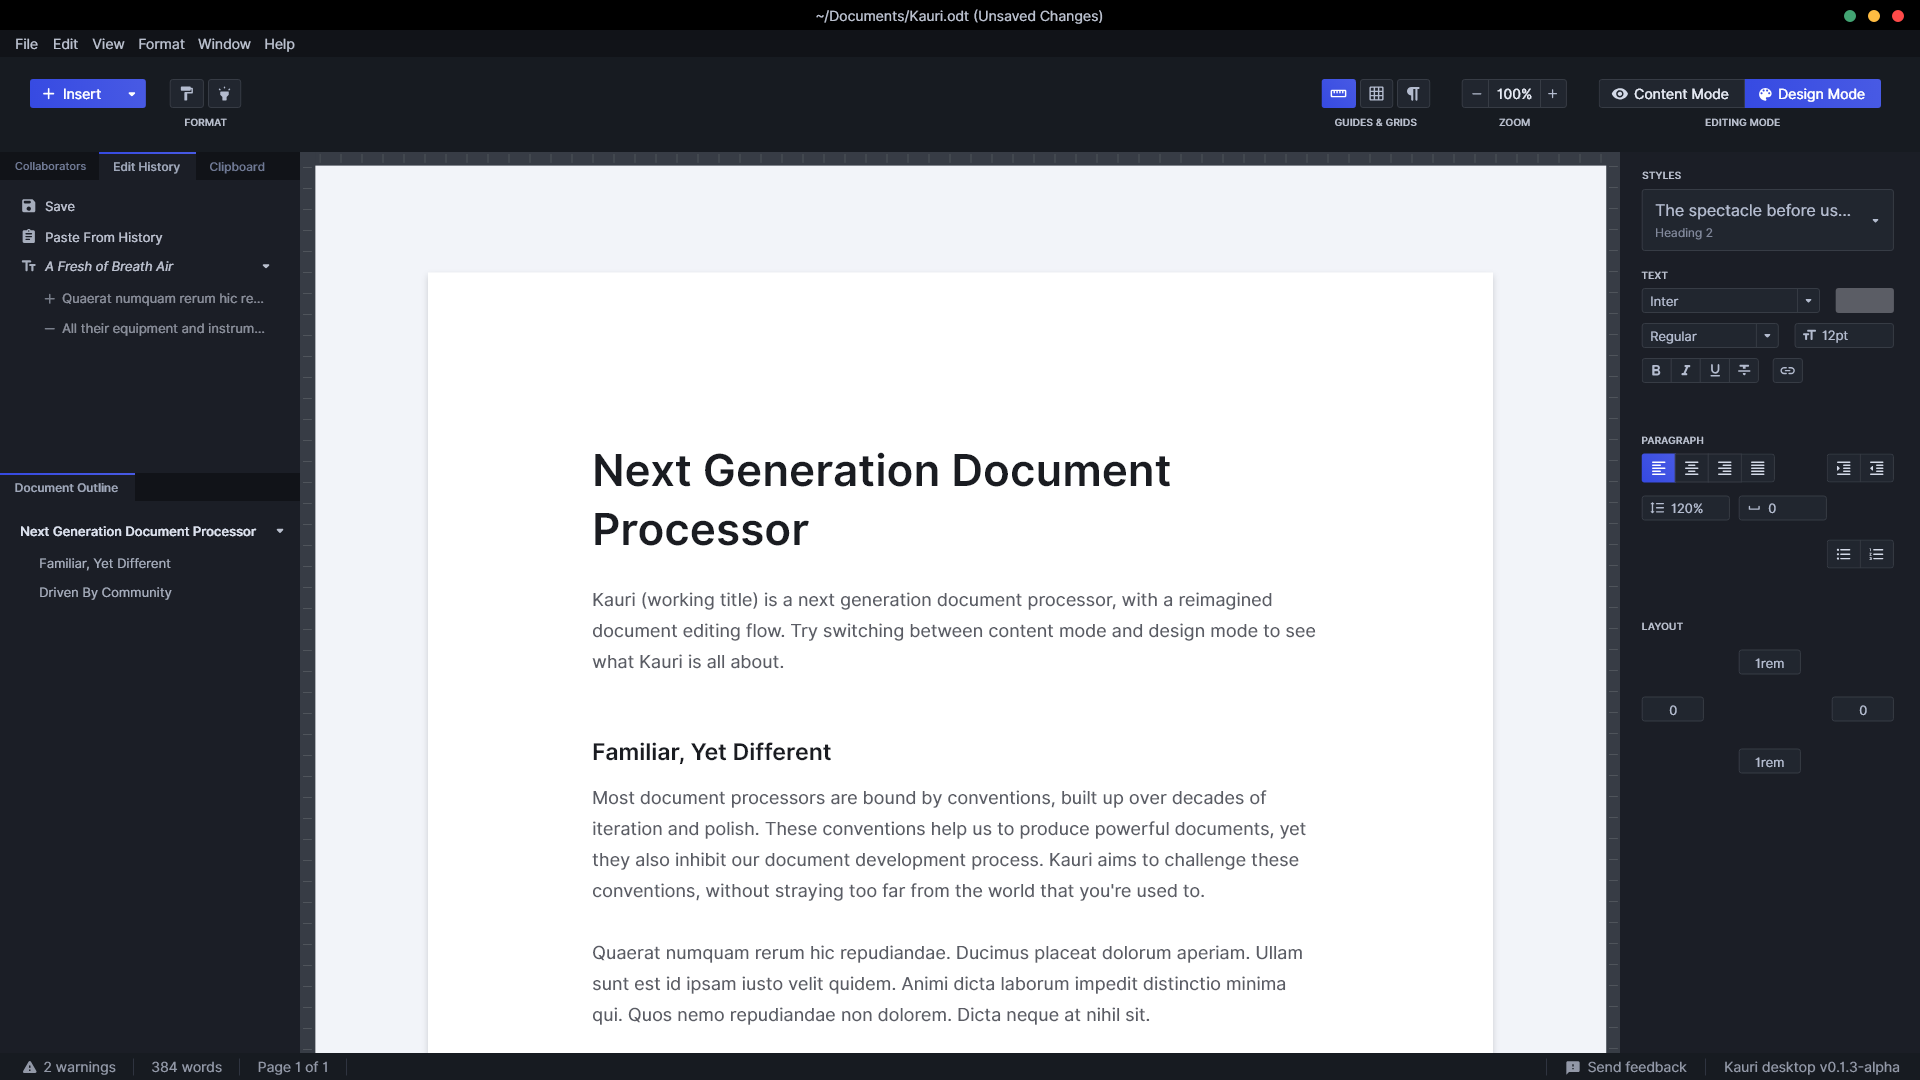 ~/Documents/Kauri.odt (Unsaved Changes)
File Edit View Format Window Help
Insert
FORMAT
GUIDES & GRIDS
100%
ZOOM
Content Mode Design Mode
EDITING MODE
Collaborators Edit History Clipboard
Save
Paste From History
A Fresh of Breath Air
Quaerat numquam rerum hic re...
All their equipment and instrum...
Document Outline
Next Generation Document Processor
Familiar, Yet Different
Driven By Community
Next Generation Document
Processor
Kauri (working title) is a next generation document processor, with a reimagined
document editing flow. Try switching between content mode and design mode to see
what Kauri is all about.
Familiar, Yet Different
Most document processors are bound by conventions, built up over decades of
iteration and polish. These conventions help us to produce powerful documents, yet
they also inhibit our document development process. Kauri aims to challenge these
conventions, without straying too far from the world that you're used to.
Quaerat numquam rerum hic repudiandae. Ducimus placeat dolorum aperiam. Ullam
sunt est id ipsam iusto velit quidem. Animi dicta laborum impedit distinctio minima
qui. Quos nemo repudiandae non dolorem. Dicta neque at nihil sit.
STYLES
The spectacle before us...
Heading 2
TEXT
Inter
Regular
12pt
PARAGRAPH
120%
0
LAYOUT
1rem
0 0
1rem
2 warnings
384 words
Page 1 of 1
Send feedback
Kauri desktop v0.1.3-alpha